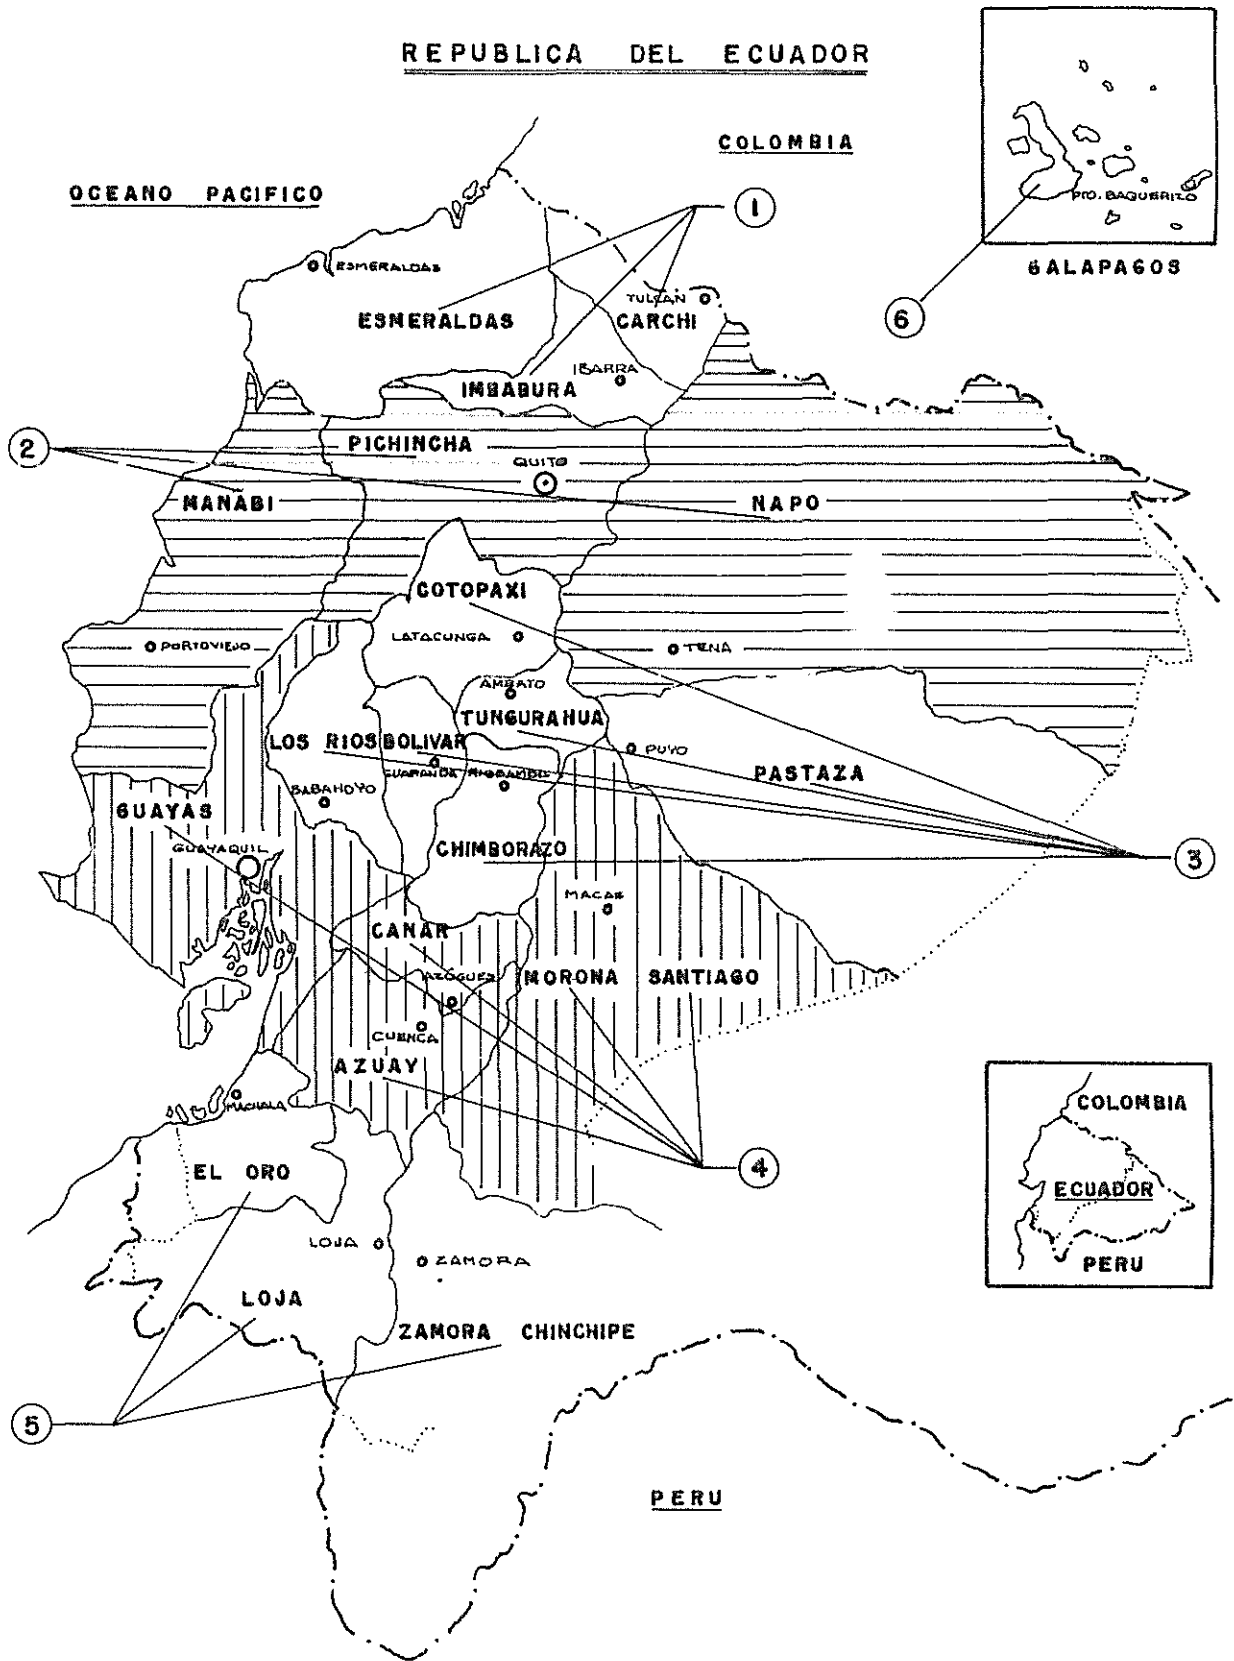 REPUBLICA DEL ECUADOR
COLOMBIA
OCEANO PACIFICO
1
PTO. BAQUERIZO
GALAPAGOS
6
ESMERALDAS
ESMERALDAS
TULCAN
CARCHI
IBARRA
IMBABURA
2
PICHINCHA
QUITO
MANABI
NAPO
COTOPAXI
LATACUNGA
PORTOVIEJO
TENA
AMBATO
TUNGURAHUA
LOS RIOS
BOLIVAR
PUYO
GUARANDA
RIOBAMBA
PASTAZA
BABAHOYO
GUAYAS
GUAYAQUIL
CHIMBORAZO
3
MACAS
CANAR
AZOGUES
MORONA SANTIAGO
CUENCA
AZUAY
MACHALA
4
EL ORO
LOJA
ZAMORA
LOJA
ZAMORA CHINCHIPE
5
PERU
COLOMBIA
ECUADOR
PERU